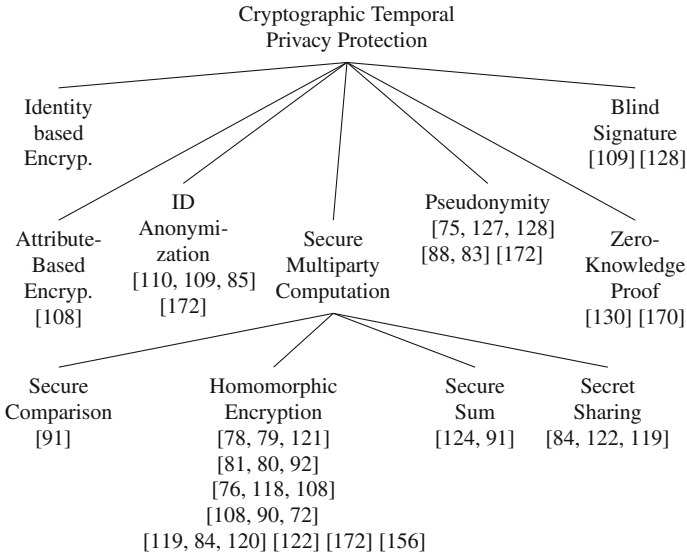 Cryptographic Temporal
Privacy Protection
Identity
based
Encryp.
Blind
Signature
[109] [128]
Attribute-
Based
Encryp.
[108]
ID
Anonymi-
zation
[110, 109, 85]
[172]
Secure
Multiparty
Computation
Pseudonymity
[75, 127, 128]
[88, 83] [172]
Zero-
Knowledge
Proof
[130] [170]
Secure
Comparison
[91]
Homomorphic
Encryption
[78, 79, 121]
[81, 80, 92]
[76, 118, 108]
[108, 90, 72]
[119, 84, 120] [122] [172] [156]
Secure
Sum
[124, 91]
Secret
Sharing
[84, 122, 119]